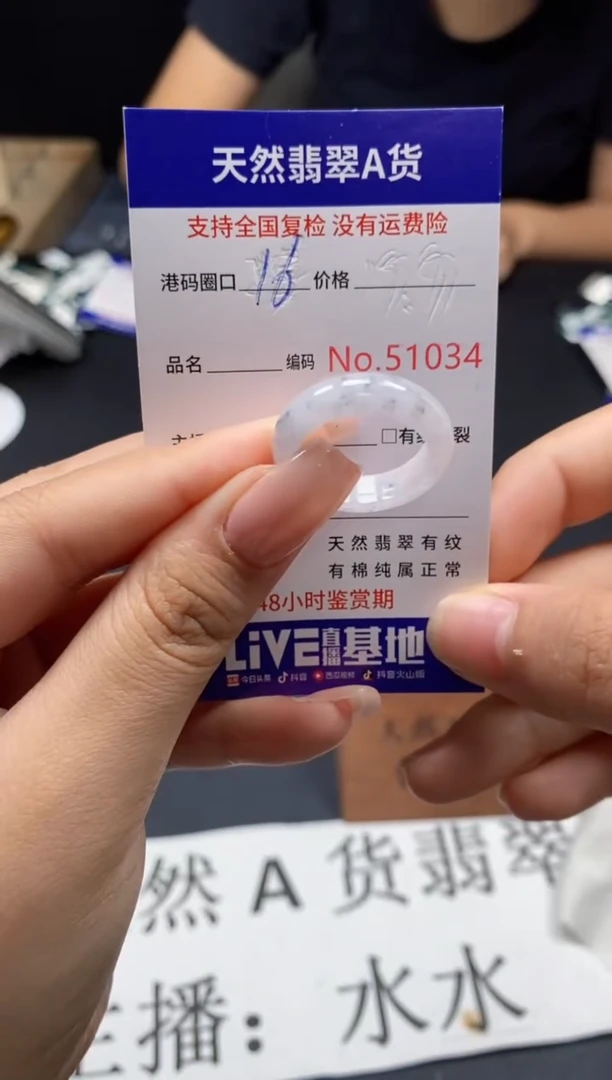 天然翡翠A货
支持全国复检 没有运费险
港码圈口 16 价格
品名 编码 No.51034
□有 裂
天然翡翠有纹
有棉纯属正常
48小时鉴赏期
LiVE直播基地
今日头条 抖音 西瓜视频 抖音火山版
然A货翡翠
主播：水水